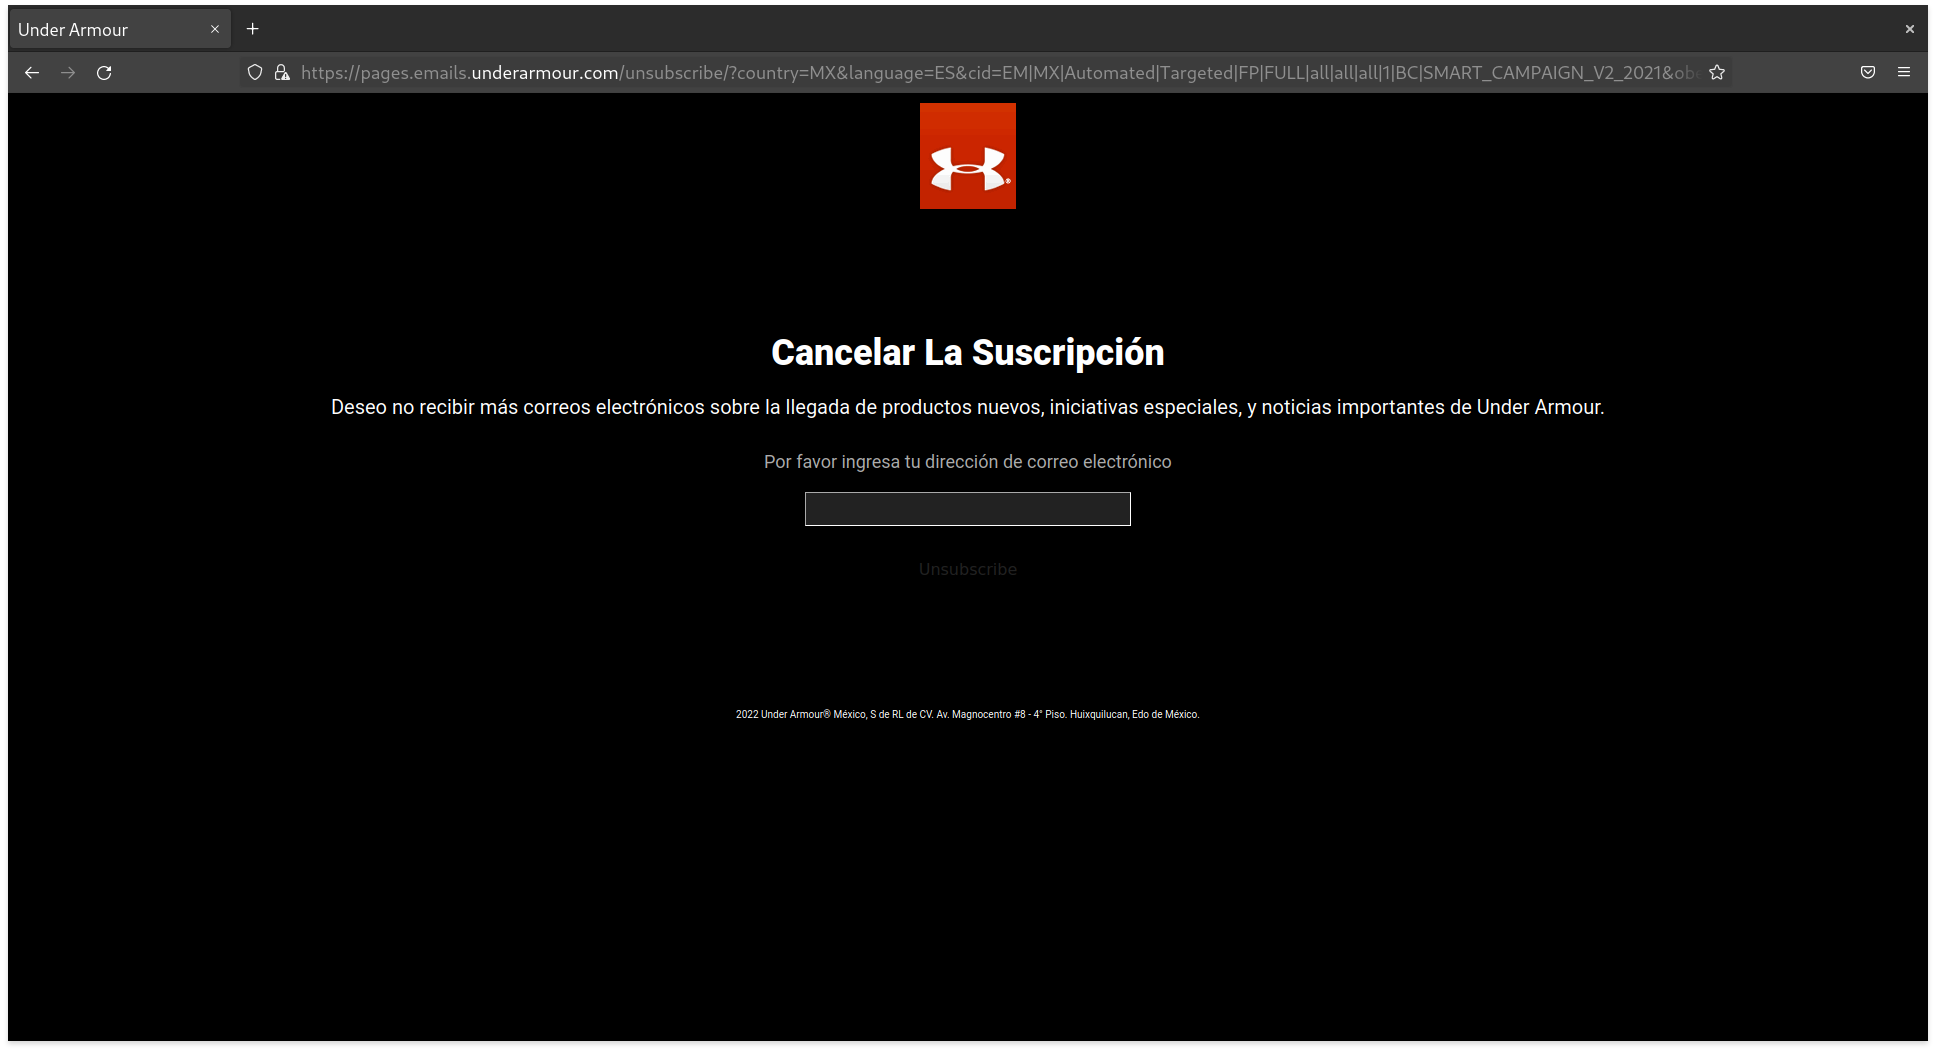 Under Armour
https://pages.emails.underarmour.com/unsubscribe/?country=MX&language=ES&cid=EM|MX|Automated|Targeted|FP|FULL|all|all|all|1|BC|SMART_CAMPAIGN_V2_2021&obe
Cancelar La Suscripción
Deseo no recibir más correos electrónicos sobre la llegada de productos nuevos, iniciativas especiales, y noticias importantes de Under Armour.
Por favor ingresa tu dirección de correo electrónico
Unsubscribe
2022 Under Armour® México, S de RL de CV. Av. Magnocentro #8 - 4° Piso. Huixquilucan, Edo de México.